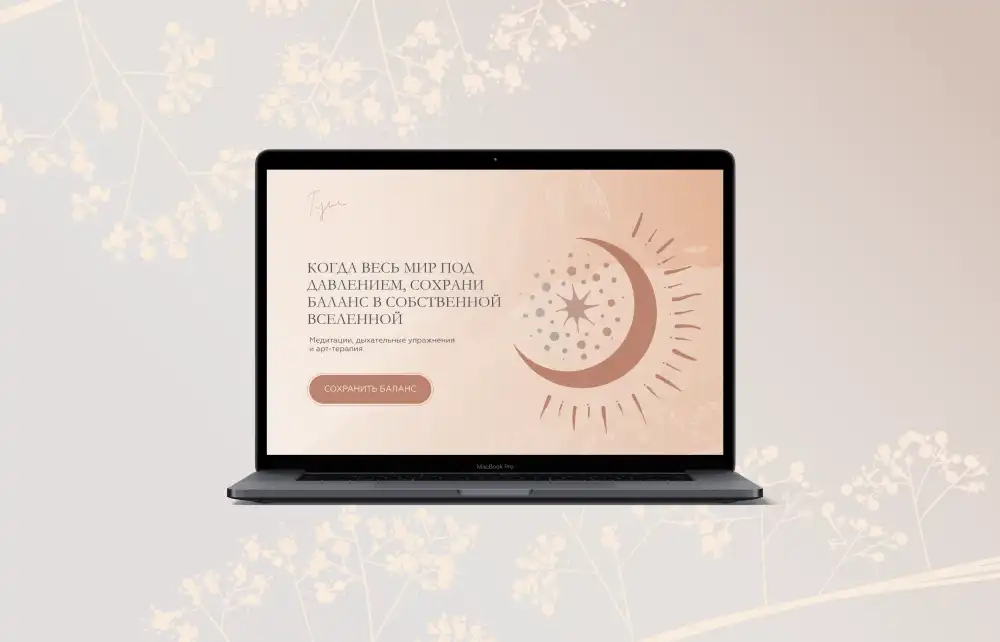 КОГДА ВЕСЬ МИР ПОД
ДАВЛЕНИЕМ, СОХРАНИ
БАЛАНС В СОБСТВЕННОЙ
ВСЕЛЕННОЙ
Медитации, дыхательные упражнения
и арт-терапия
СОХРАНИТЬ БАЛАНС
MacBook Pro